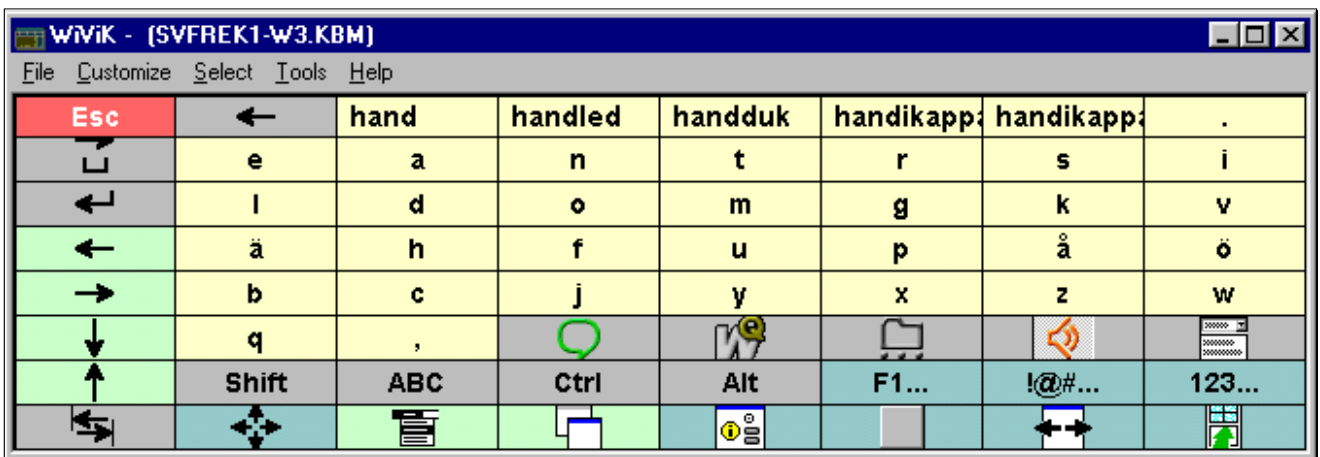 WiViK - (SVFREK1-W3.KBM)
File Customize Select Tools Help
Esc hand handled handduk handikapp handikapp .
e a n t r s i
l d o m g k v
ä h f u p å ö
b c j y x z w
q ,
Shift ABC Ctrl Alt F1... !@#... 123...